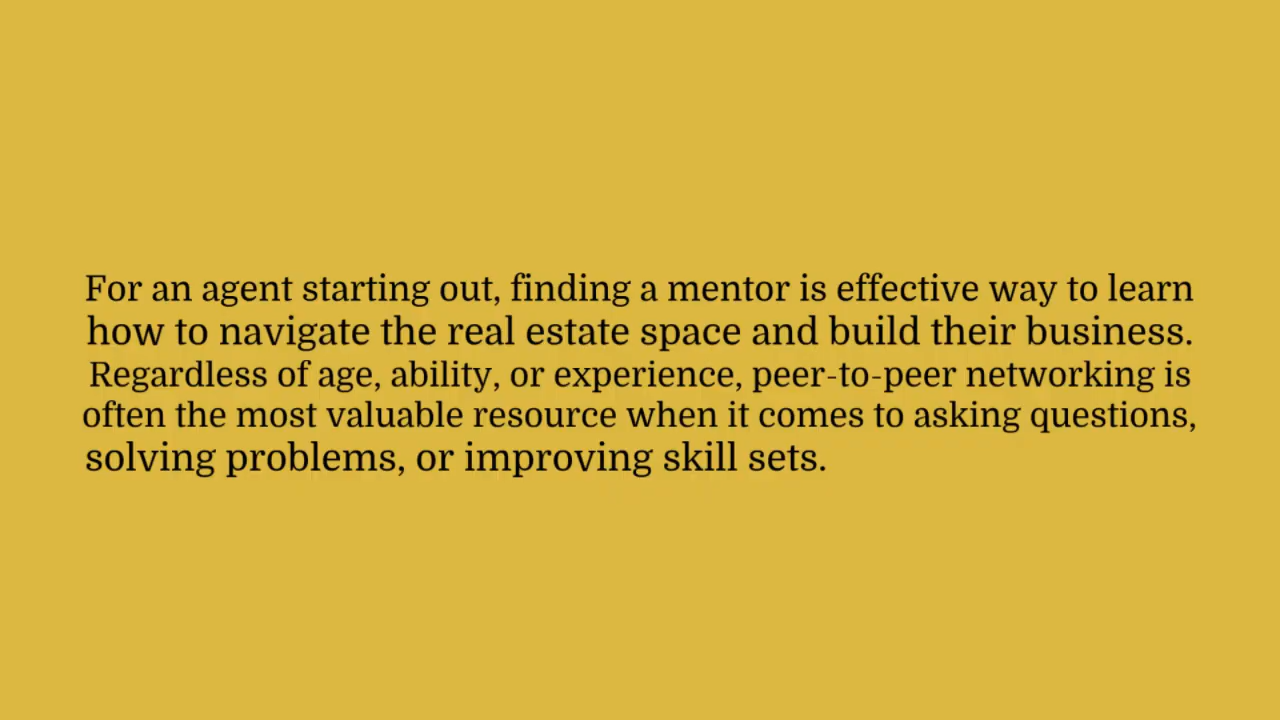 For an agent starting out, finding a mentor is effective way to learn
how to navigate the real estate space and build their business.
Regardless of age, ability, or experience, peer-to-peer networking is
often the most valuable resource when it comes to asking questions,
solving problems, or improving skill sets.